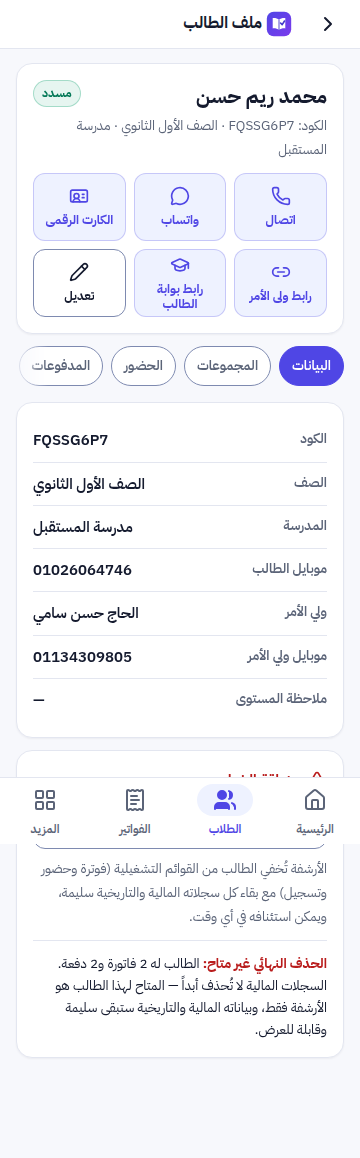 ملف الطالب
محمد ريم حسن
مسدد
الكود: FQSSG6P7 · الصف الأول الثانوي · مدرسة
المستقبل
اتصال
واتساب
الكارت الرقمي
رابط ولي الأمر
رابط بوابة
الطالب
تعديل
البيانات
المجموعات
الحضور
المدفوعات
الكود
FQSSG6P7
الصف
الصف الأول الثانوي
المدرسة
مدرسة المستقبل
موبايل الطالب
01026064746
ولي الأمر
الحاج حسن سامي
موبايل ولي الأمر
01134309805
ملاحظة المستوى
—
الرئيسية
الطلاب
الفواتير
المزيد
الأرشفة تُخفي الطالب من القوائم التشغيلية (فوترة وحضور
وتسجيل) مع بقاء كل سجلاته المالية والتاريخية سليمة،
ويمكن استئنافه في أي وقت.
الحذف النهائي غير متاح: الطالب له 2 فاتورة و2 دفعة.
السجلات المالية لا تُحذف أبداً — المتاح لهذا الطالب هو
الأرشفة فقط، وبياناته المالية والتاريخية ستبقى سليمة
وقابلة للعرض.